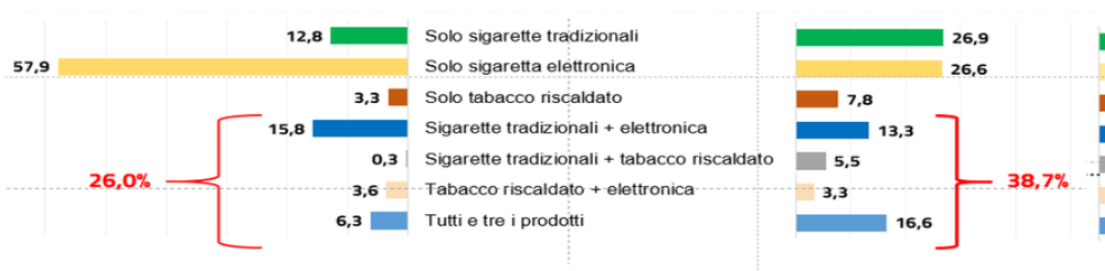 12,8 Solo sigarette tradizionali 26,9
57,9 Solo sigaretta elettronica 26,6
3,3 Solo tabacco riscaldato 7,8
15,8 Sigarette tradizionali + elettronica 13,3
0,3 Sigarette tradizionali + tabacco riscaldato 5,5
26,0% 38,7%
3,6 Tabacco riscaldato + elettronica 3,3
6,3 Tutti e tre i prodotti 16,6